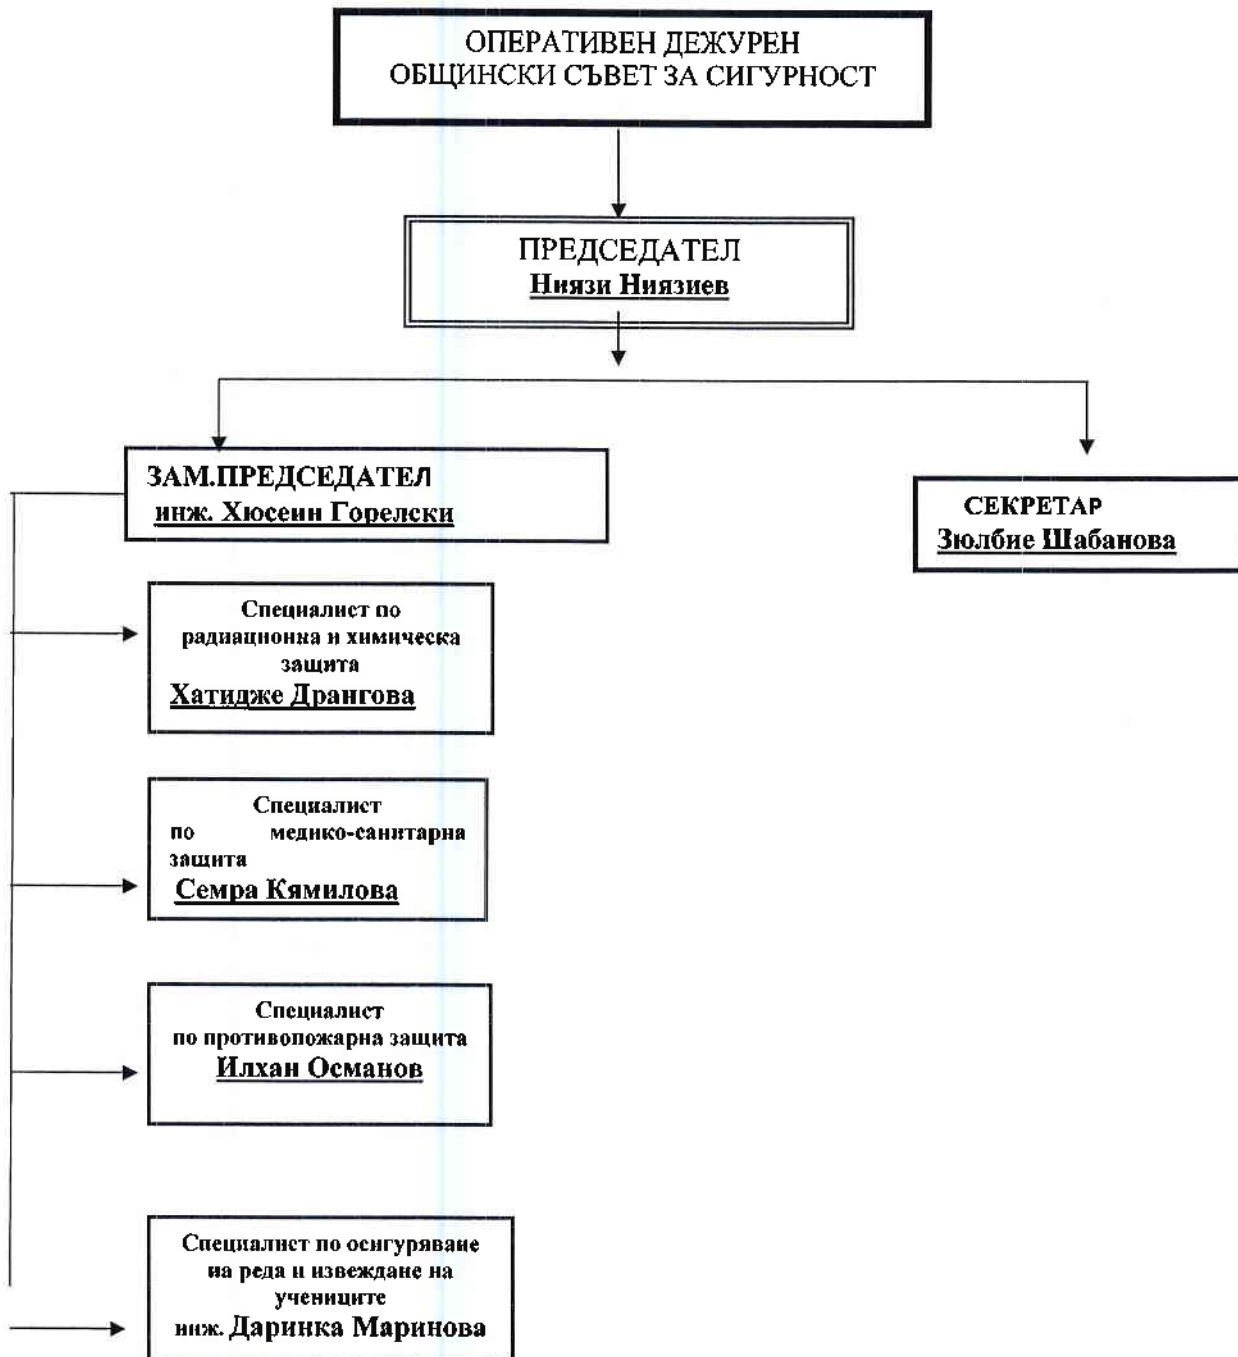 ОПЕРАТИВЕН ДЕЖУРЕН
ОБЩИНСКИ СЪВЕТ ЗА СИГУРНОСТ
ПРЕДСЕДАТЕЛ
Ниязи Ниязиев
ЗАМ.ПРЕДСЕДАТЕЛ
инж. Хюсеин Горелски
СЕКРЕТАР
Зюлбие Шабанова
Специалист по
радиационна и химическа
защита
Хатидже Дрангова
Специалист
по медико-санитарна
защита
Семра Кямилова
Специалист
по противопожарна защита
Илхан Османов
Специалист по осигуряване
на реда и извеждане на
учениците
инж. Даринка Маринова